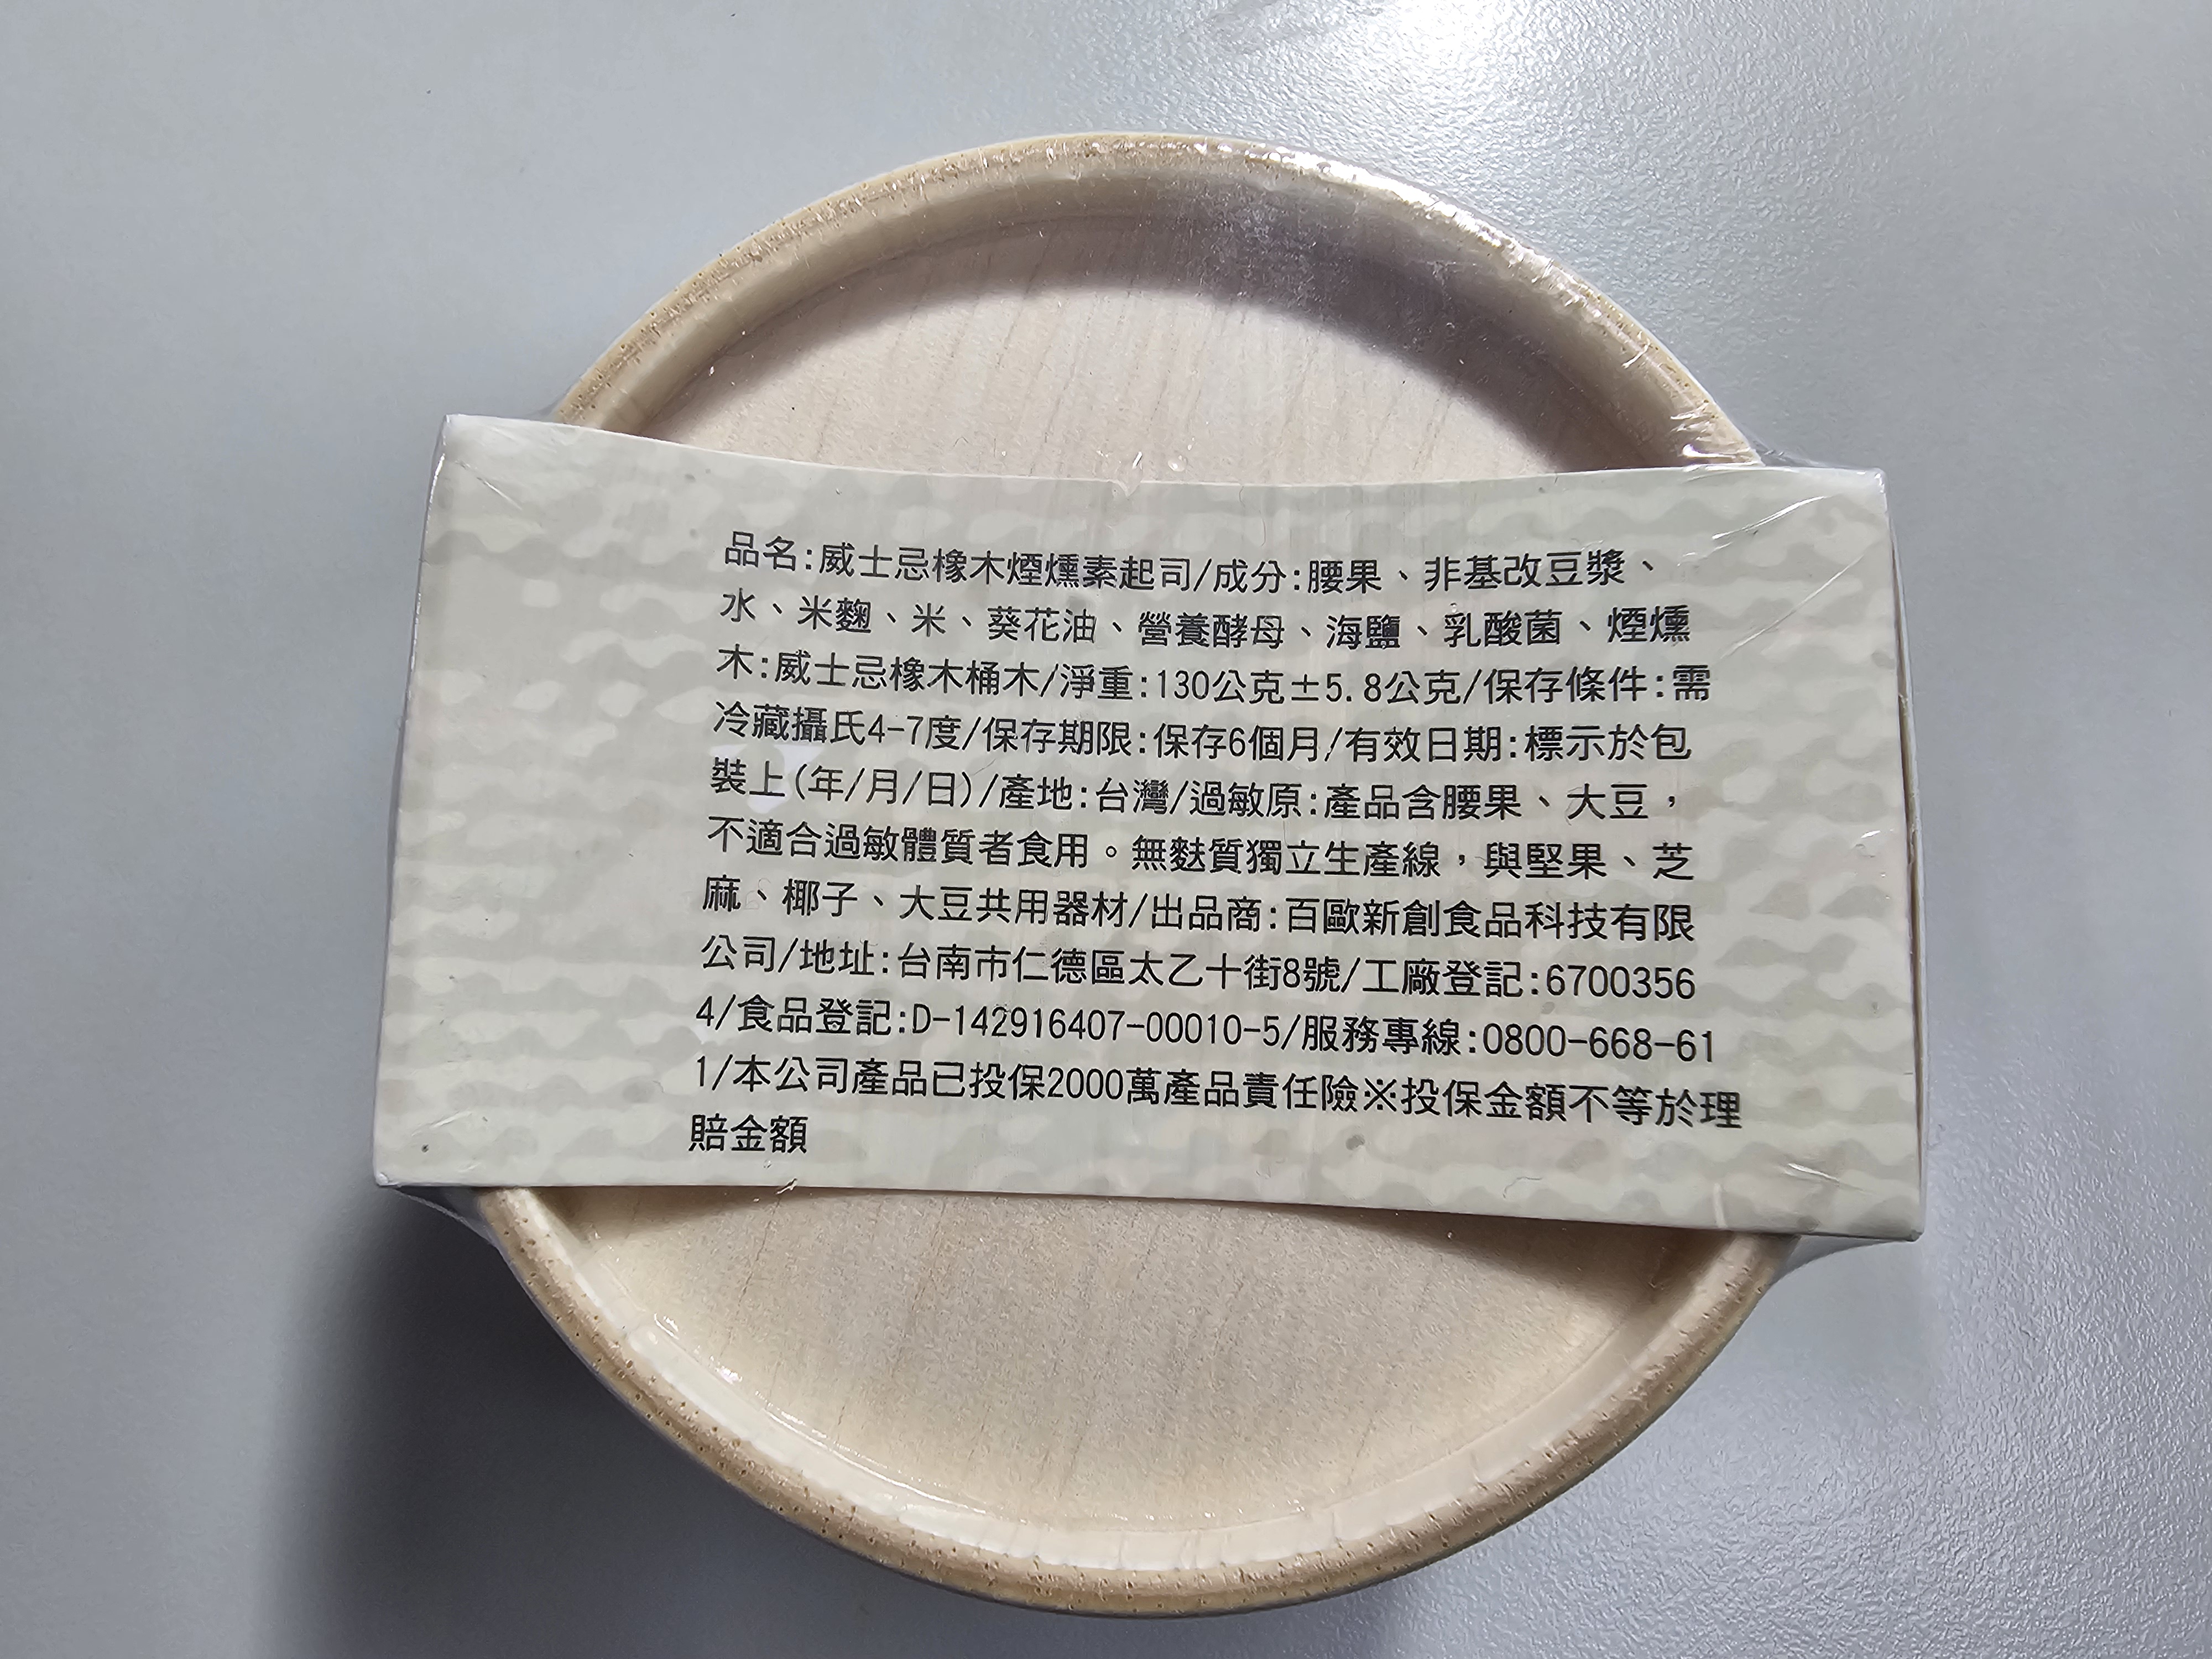 品名:威士忌橡木煙燻素起司/成分:腰果、非基改豆漿、
水、米麴、米、葵花油、營養酵母、海鹽、乳酸菌、煙燻
木:威士忌橡木桶木/淨重:130公克±5.8公克/保存條件:需
冷藏攝氏4-7度/保存期限:保存6個月/有效日期:標示於包
裝上(年/月/日)/產地:台灣/過敏原:產品含腰果、大豆，
不適合過敏體質者食用。無麩質獨立生產線，與堅果、芝
麻、椰子、大豆共用器材/出品商:百歐新創食品科技有限
公司/地址:台南市仁德區太乙十街8號/工廠登記:6700356
4/食品登記:D-142916407-00010-5/服務專線:0800-668-61
1/本公司產品已投保2000萬產品責任險※投保金額不等於理
賠金額